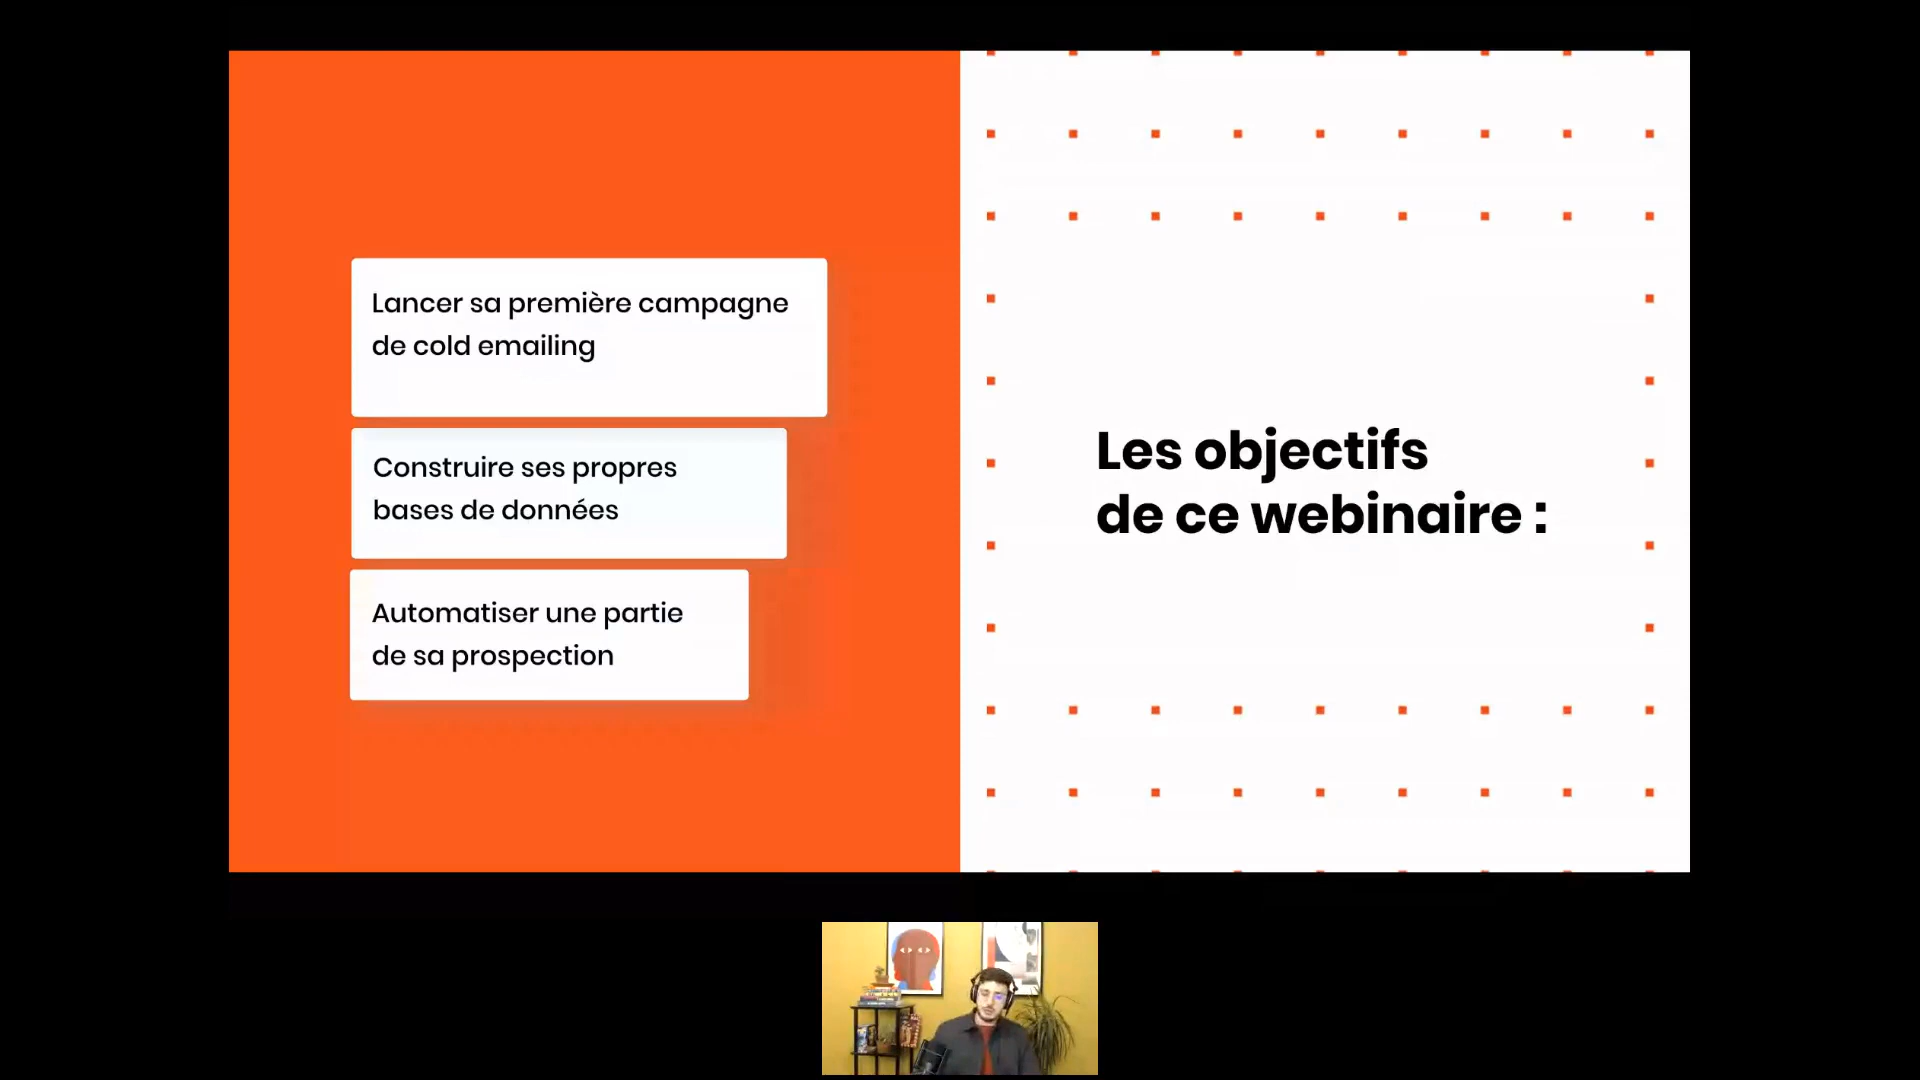 Lancer sa première campagne
de cold emailing
Construire ses propres
bases de données
Automatiser une partie
de sa prospection
Les objectifs
de ce webinaire :